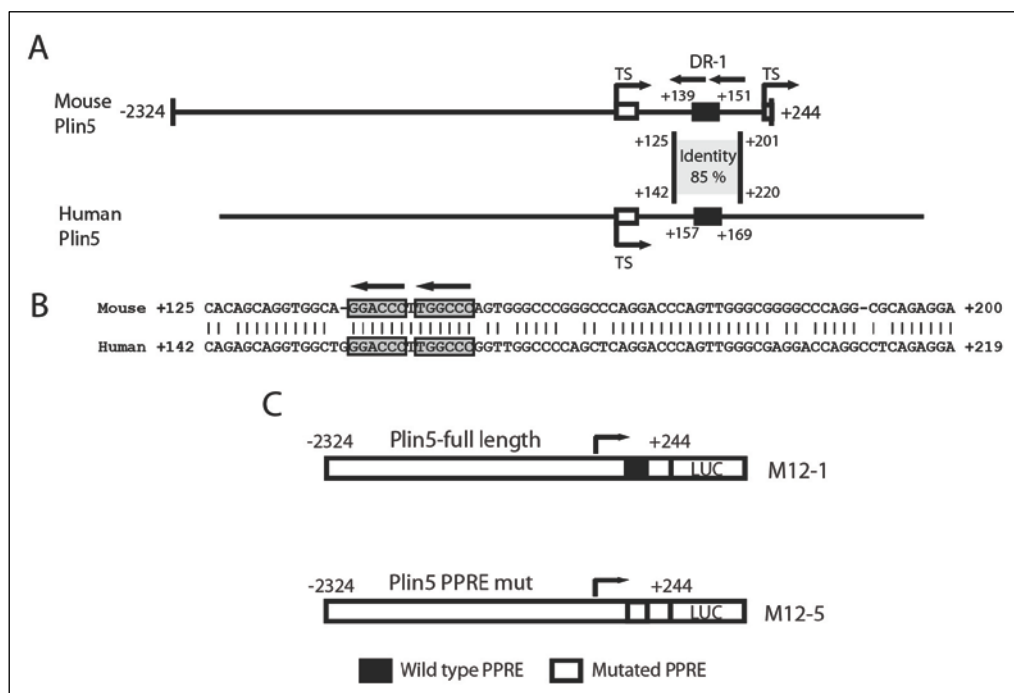 A
DR-1
TS
TS
+139
+151
Mouse
Plin5
-2324
+244
+125
+201
Identity
85 %
+142
+220
Human
Plin5
+157
+169
TS
B
Mouse +125 CACAGCAGGTGGCA-GGACCCTTGGCCCAGTGGGCCCGGGCCCAGGACCCAGTTGGGCGGGGCCCAGG-CGCAGAGGA +200
Human +142 CAGAGCAGGTGGCTGGGACCCTTGGCCCGGTTGGCCCCAGCTCAGGACCCAGTTGGGCGAGGACCAGGCCTCAGAGGA +219
C
-2324
Plin5-full length
+244
LUC
M12-1
-2324
Plin5 PPRE mut
+244
LUC
M12-5
Wild type PPRE
Mutated PPRE